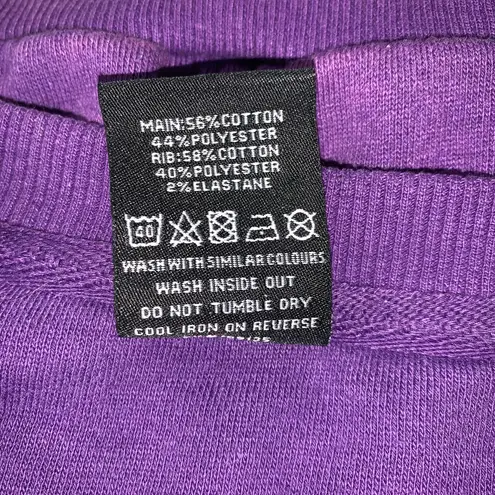 MAIN:56%COTTON
44%POLYESTER
RIB:58%COTTON
40%POLYESTER
2%ELASTANE
40
WASH WITH SIMILAR COLOURS
WASH INSIDE OUT
DO NOT TUMBLE DRY
COOL IRON ON REVERSE